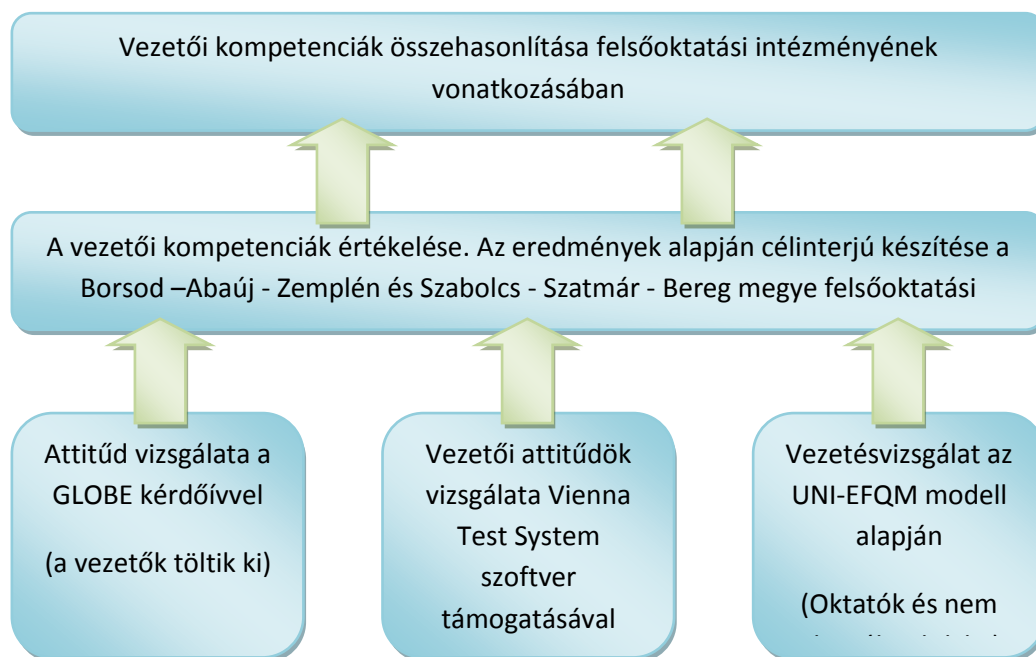 Vezetői kompetenciák összehasonlítása felsőoktatási intézményének
vonatkozásában
A vezetői kompetenciák értékelése. Az eredmények alapján célinterjú készítése a
Borsod –Abaúj - Zemplén és Szabolcs - Szatmár - Bereg megye felsőoktatási
Attitűd vizsgálata a
GLOBE kérdőívvel
(a vezetők töltik ki)
Vezetői attitűdök
vizsgálata Vienna
Test System
szoftver
támogatásával
Vezetésvizsgálat az
UNI-EFQM modell
alapján
(Oktatók és nem